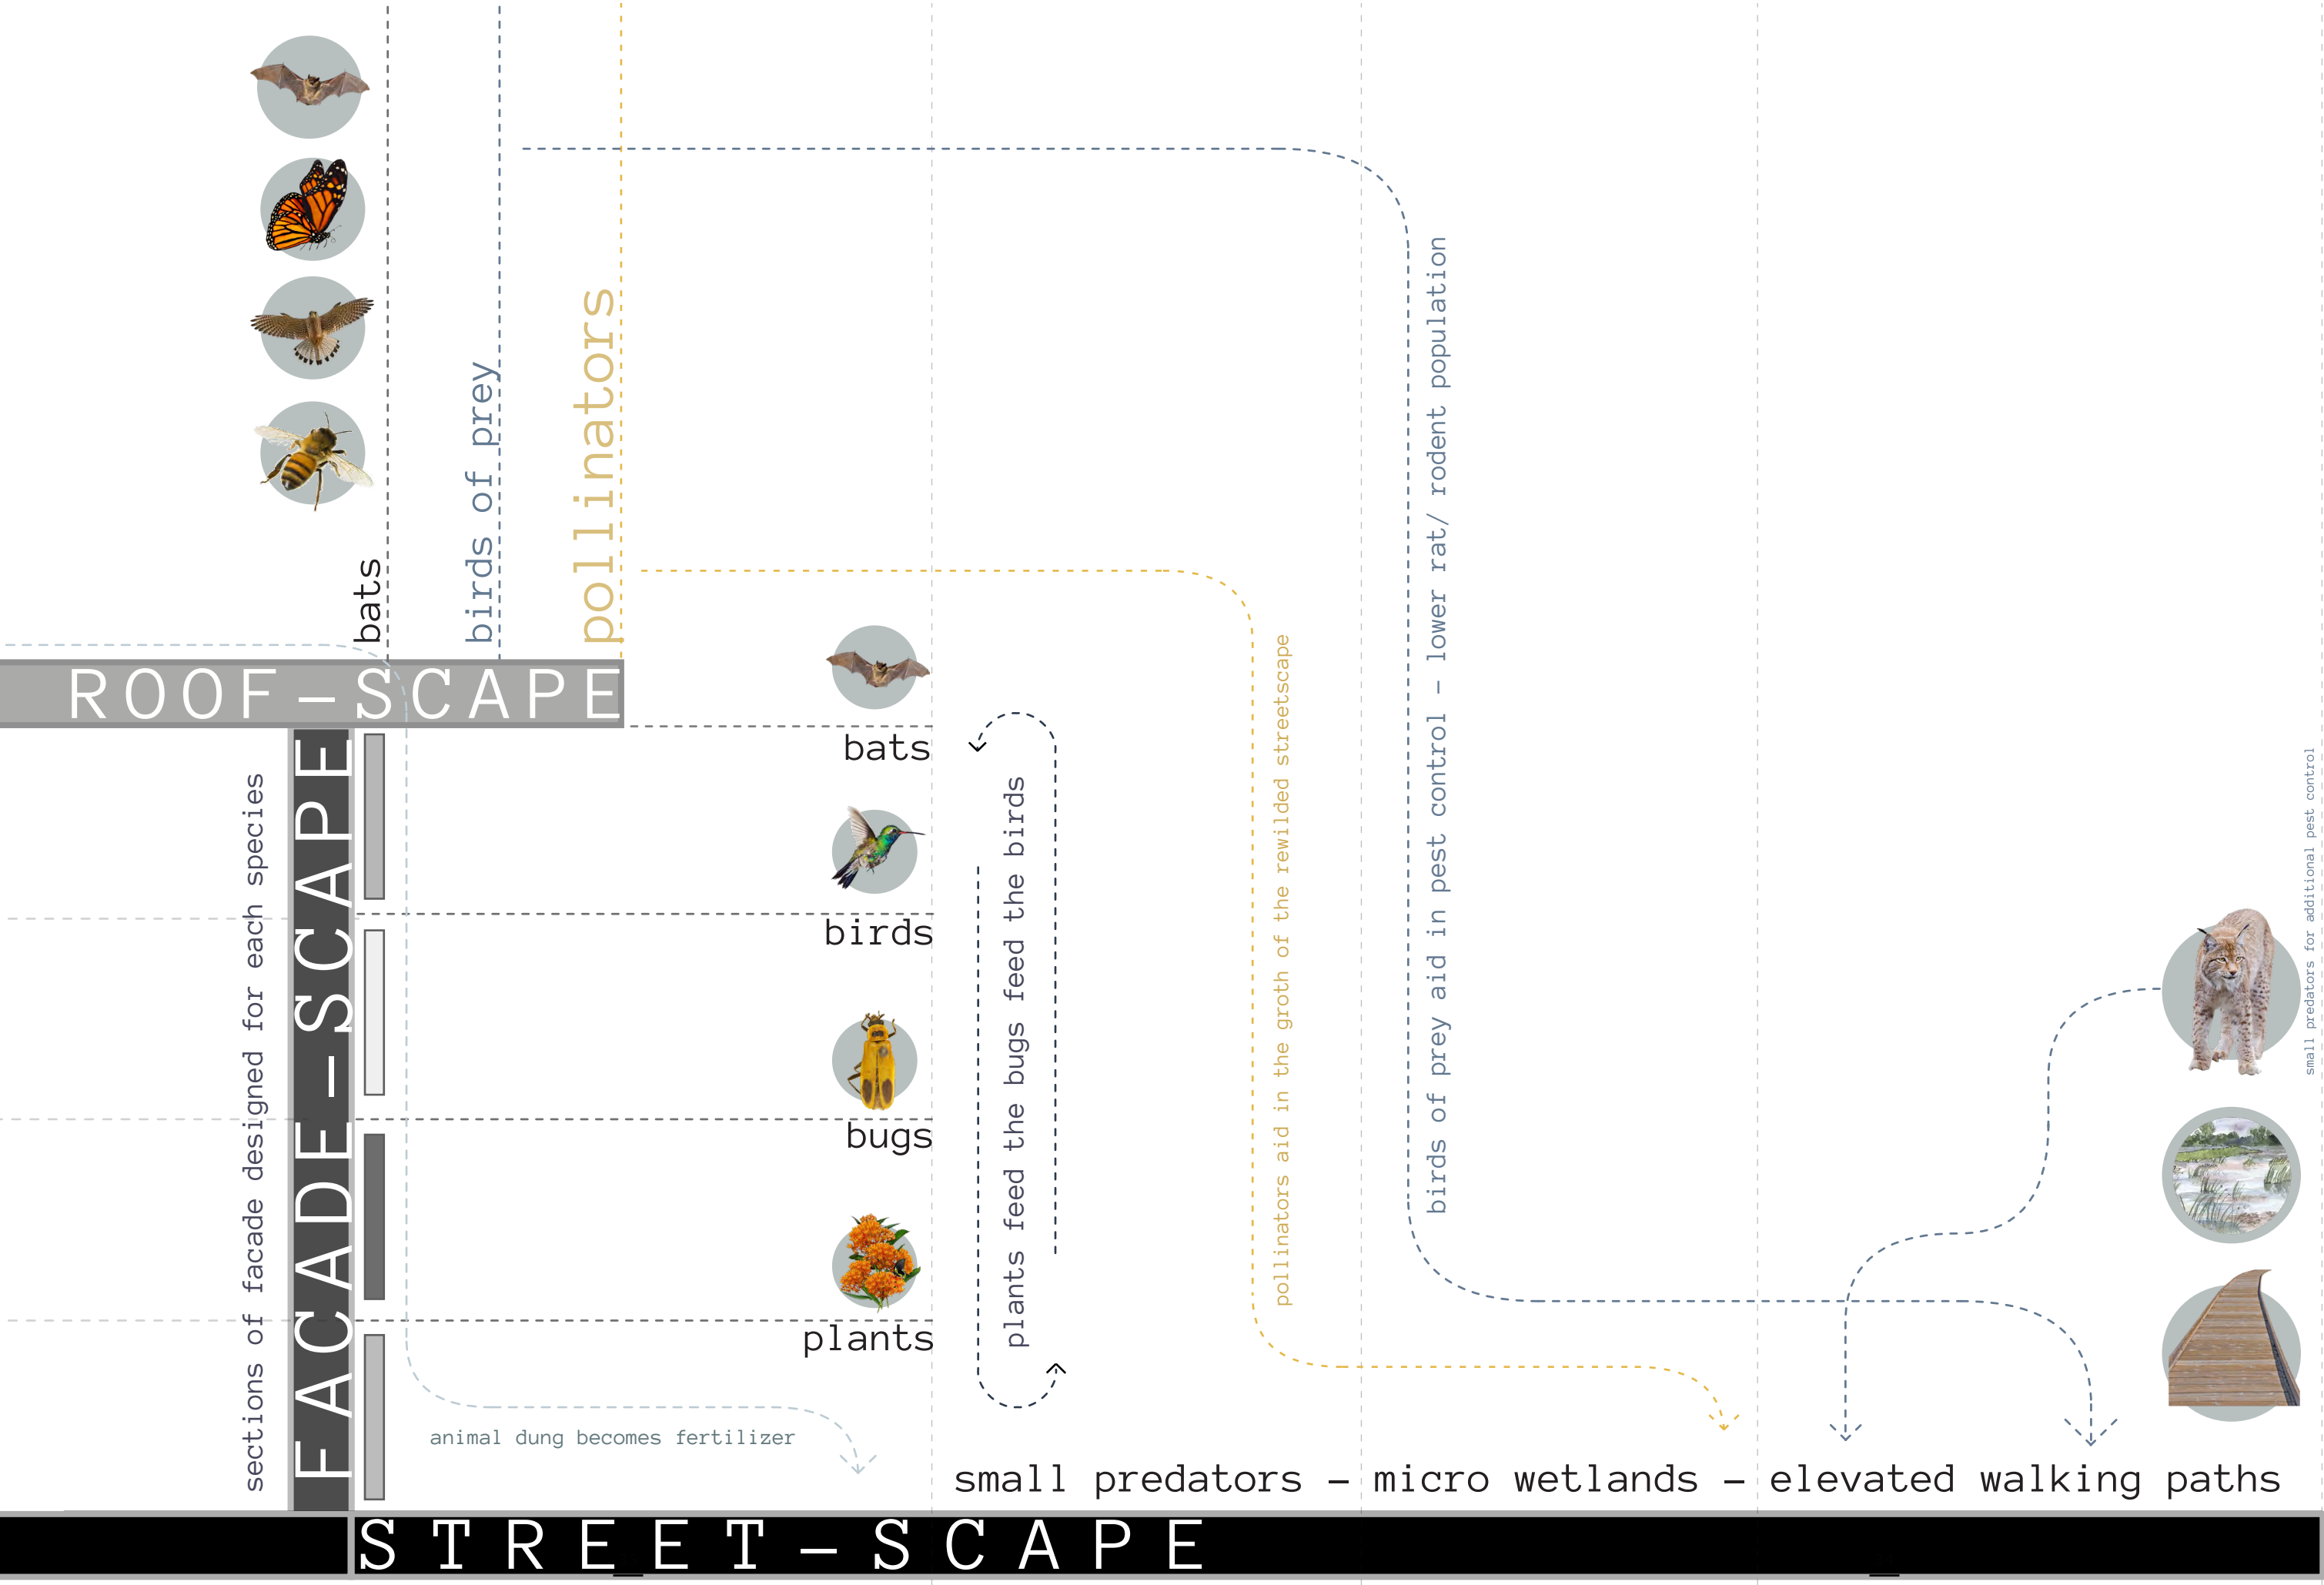 bats
birds of prey
pollinators
ROOF-SCAPE
FACADE-SCAPE
sections of facade designed for each species
bats
birds
bugs
plants
plants feed the bugs feed the birds
pollinators aid in the groth of the rewilded streetscape
birds of prey aid in pest control - lower rat/ rodent population
small predators for additional pest control
animal dung becomes fertilizer
small predators - micro wetlands - elevated walking paths
STREET-SCAPE